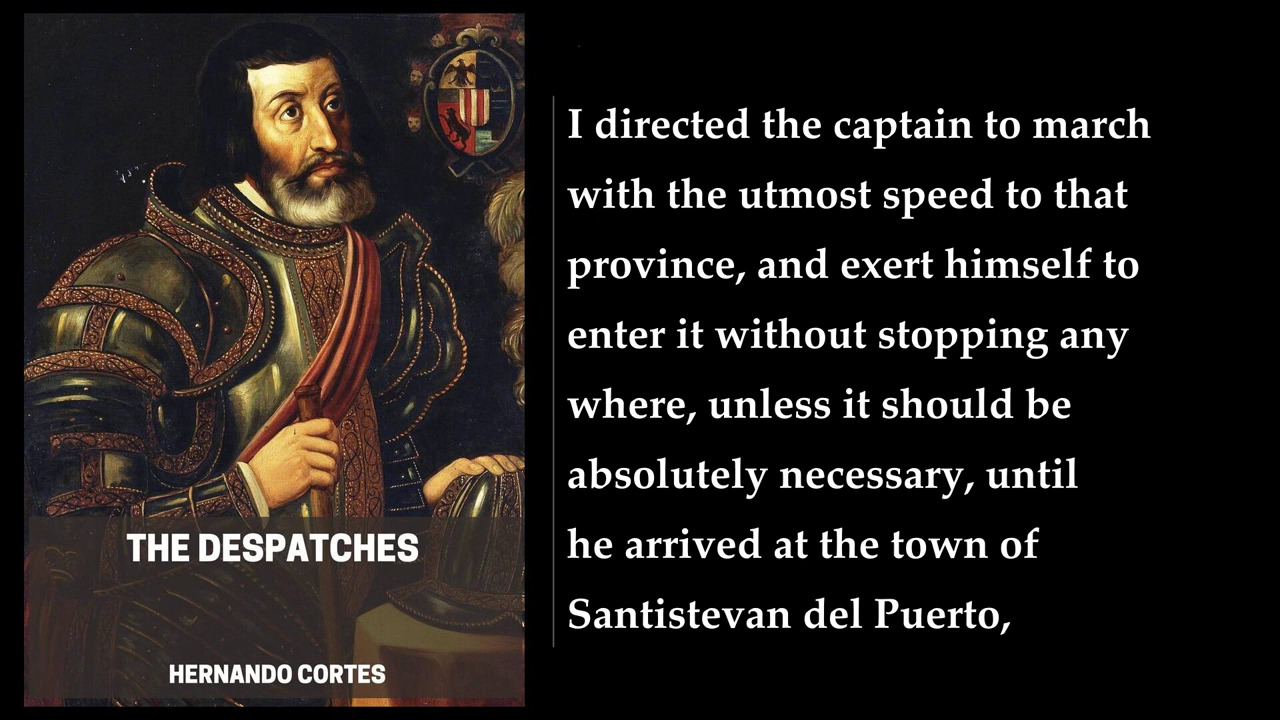 THE DESPATCHES
HERNANDO CORTES
I directed the captain to march
with the utmost speed to that
province, and exert himself to
enter it without stopping any
where, unless it should be
absolutely necessary, until
he arrived at the town of
Santistevan del Puerto,